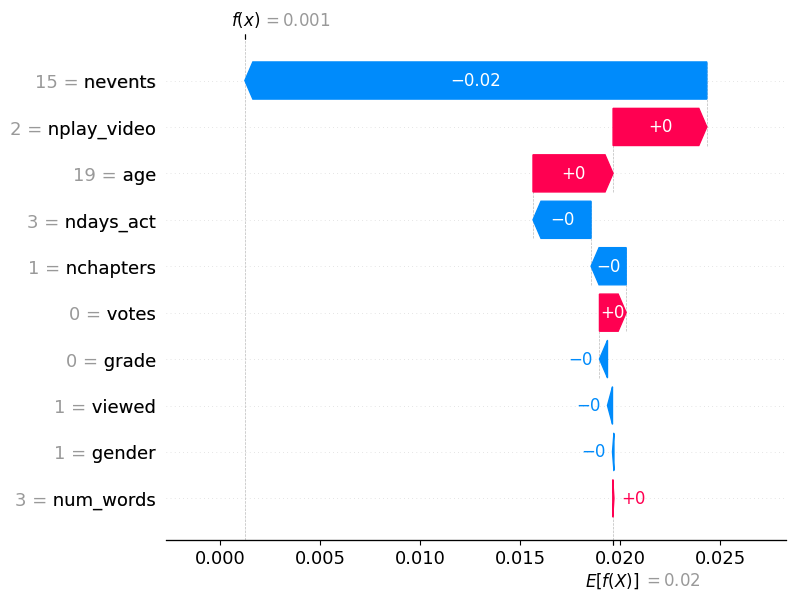 f(x) = 0.001
15 = nevents −0.02
2 = nplay_video +0
19 = age +0
3 = ndays_act −0
1 = nchapters −0
0 = votes +0
0 = grade −0
1 = viewed −0
1 = gender −0
3 = num_words +0
0.000 0.005 0.010 0.015 0.020 0.025
E[f(X)] = 0.02